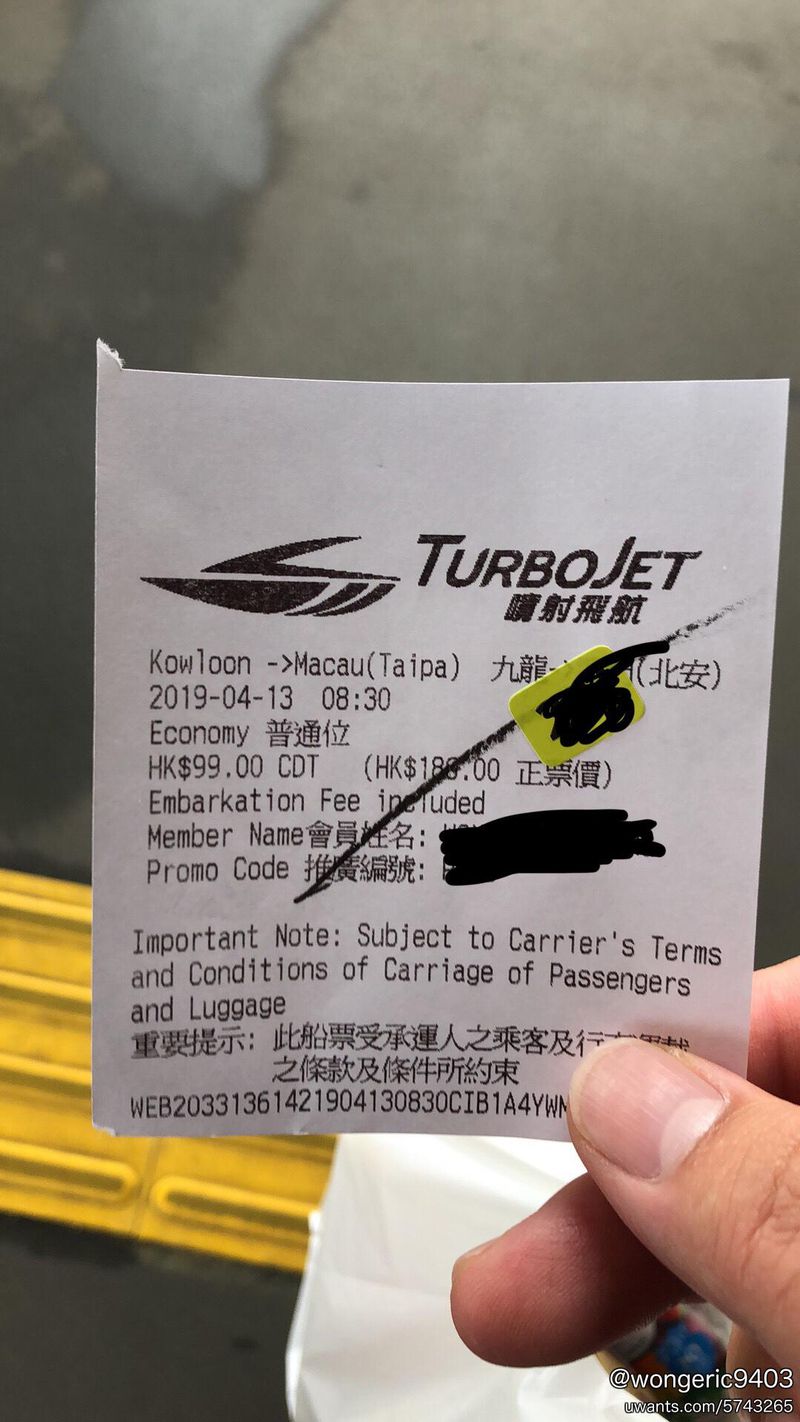 TURBOJET
噴射飛航
Kowloon ->Macau(Taipa) 九龍 (北安)
2019-04-13 08:30
Economy 普通位
HK$99.00 CDT (HK$180.00 正票價)
Embarkation Fee included
Member Name會員姓名:
Promo Code 推廣編號:
Important Note: Subject to Carrier's Terms
and Conditions of Carriage of Passengers
and Luggage
重要提示: 此船票受承運人之乘客及行
之條款及條件所約束
WEB20331361421904130830CIB1A4YWM
@wongeric9403
uwants.com/5743265